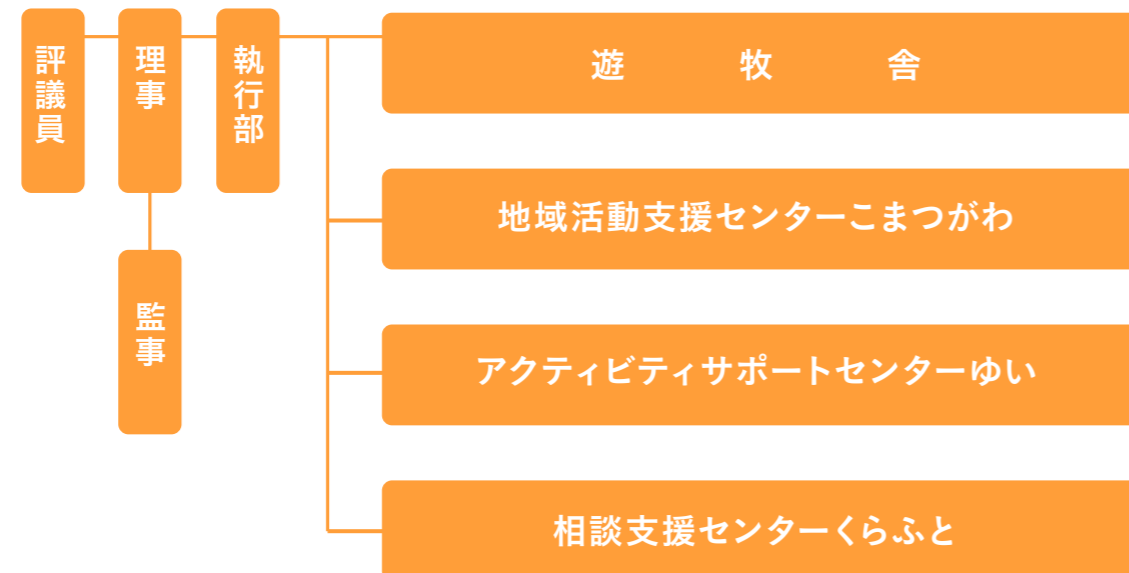 評議員
理事
執行部
監事
遊牧舎
地域活動支援センターこまつがわ
アクティビティサポートセンターゆい
相談支援センターくらふと